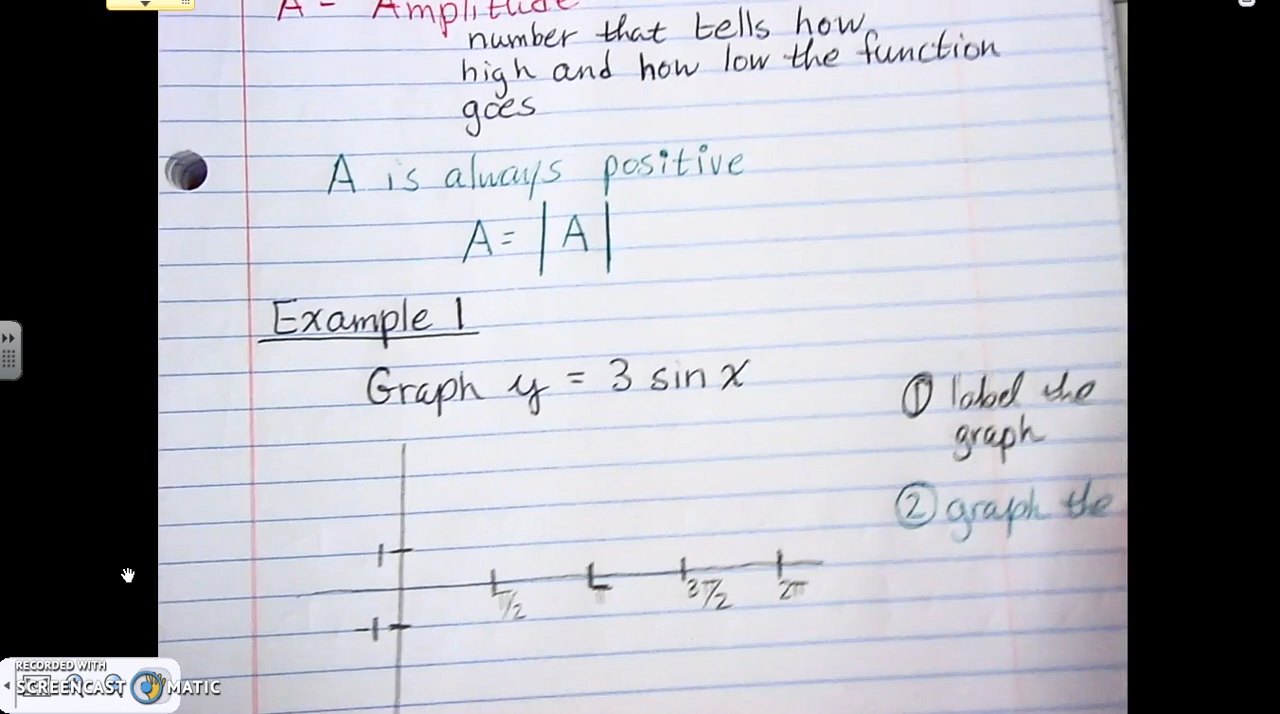 A = Amplitude
number that tells how
high and how low the function
goes
A is always positive
A = |A|
Example 1
Graph y = 3 sin x
① label the
graph
② graph the
1
π/2
π
3π/2
2π
-1
RECORDED WITH
SCREENCAST MATIC